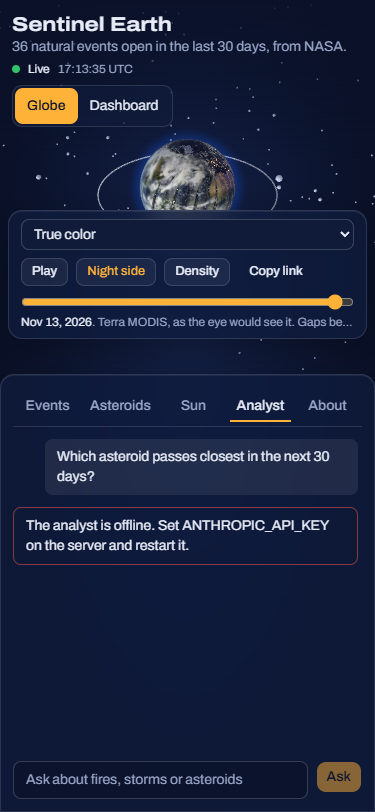 Sentinel Earth
36 natural events open in the last 30 days, from NASA.
Live 17:13:35 UTC
Globe Dashboard
True color
Play Night side Density Copy link
Nov 13, 2026. Terra MODIS, as the eye would see it. Gaps be...
Events Asteroids Sun Analyst About
Which asteroid passes closest in the next 30
days?
The analyst is offline. Set ANTHROPIC_API_KEY
on the server and restart it.
Ask about fires, storms or asteroids Ask